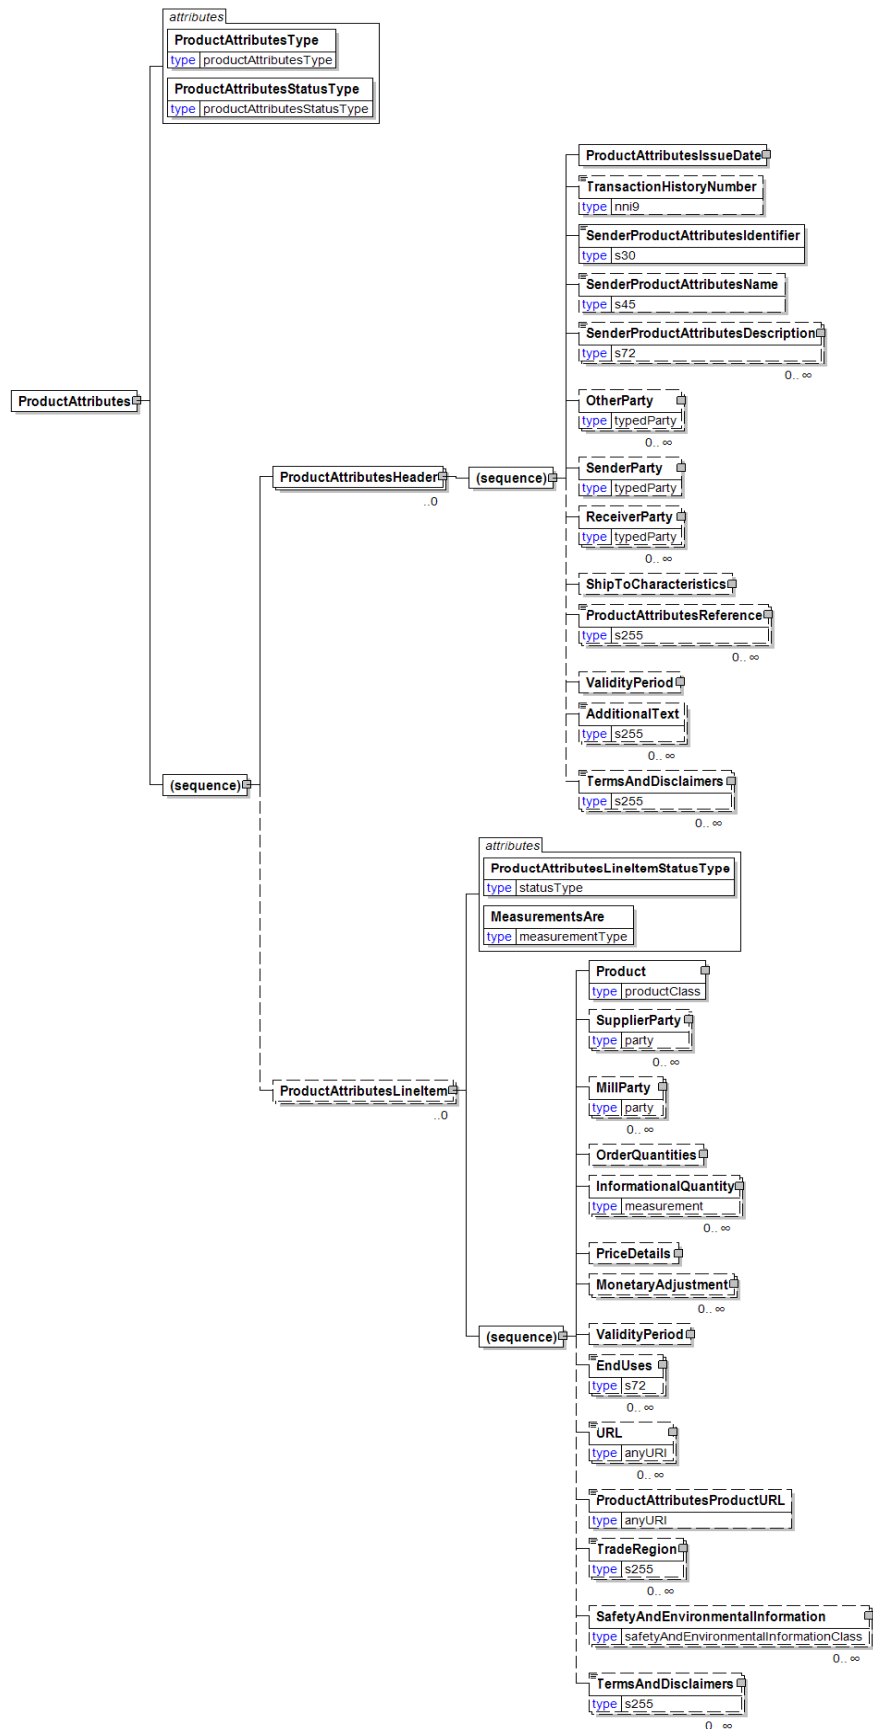 attributes
ProductAttributesType
type productAttributesType
ProductAttributesStatusType
type productAttributesStatusType
ProductAttributes
ProductAttributesHeader
..0
(sequence)
ProductAttributesIssueDate
TransactionHistoryNumber
type nni9
SenderProductAttributesIdentifier
type s30
SenderProductAttributesName
type s45
SenderProductAttributesDescription
type s72
0.. ∞
OtherParty
type typedParty
0.. ∞
SenderParty
type typedParty
ReceiverParty
type typedParty
0.. ∞
ShipToCharacteristics
ProductAttributesReference
type s255
0.. ∞
ValidityPeriod
AdditionalText
type s255
0.. ∞
TermsAndDisclaimers
type s255
0.. ∞
(sequence)
ProductAttributesLineItem
..0
attributes
ProductAttributesLineItemStatusType
type statusType
MeasurementsAre
type measurementType
(sequence)
Product
type productClass
SupplierParty
type party
0.. ∞
MillParty
type party
0.. ∞
OrderQuantities
InformationalQuantity
type measurement
0.. ∞
PriceDetails
MonetaryAdjustment
0.. ∞
ValidityPeriod
EndUses
type s72
0.. ∞
URL
type anyURI
0.. ∞
ProductAttributesProductURL
type anyURI
TradeRegion
type s255
0.. ∞
SafetyAndEnvironmentalInformation
type safetyAndEnvironmentalInformationClass
0.. ∞
TermsAndDisclaimers
type s255
0.. ∞